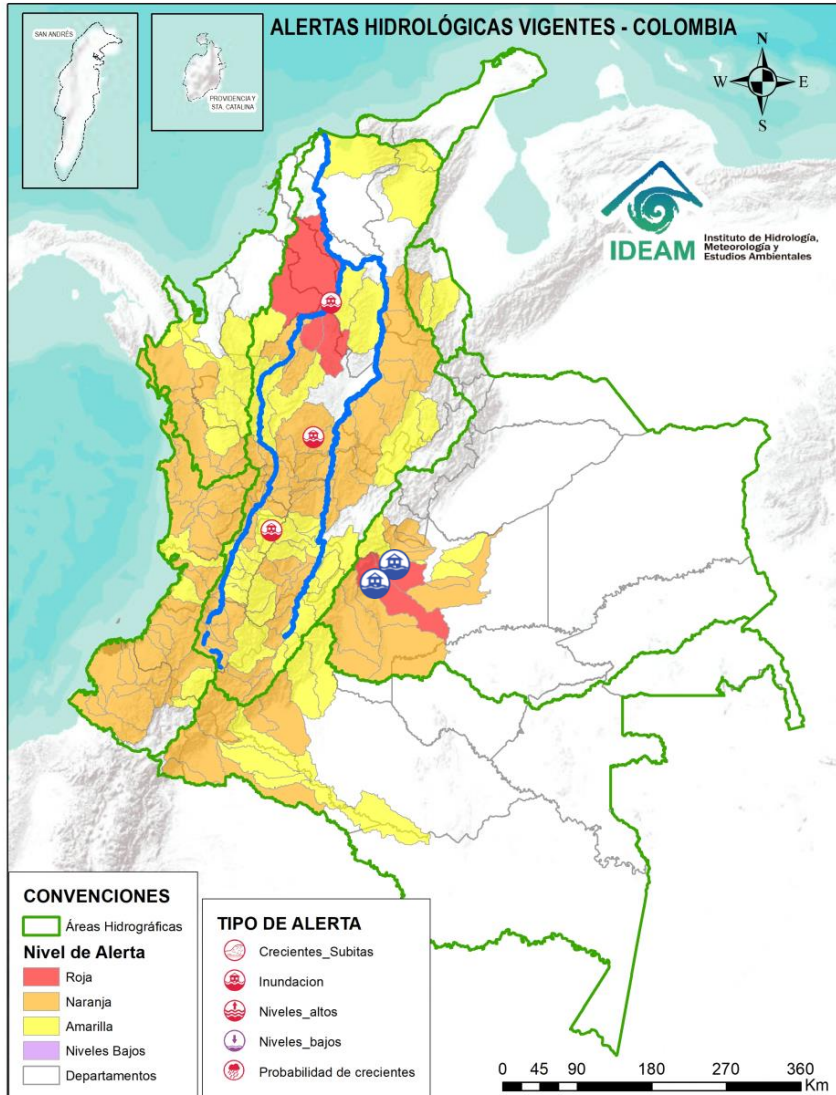 ALERTAS HIDROLÓGICAS VIGENTES - COLOMBIA
SAN ANDRÉS
PROVIDENCIA Y
STA. CATALINA
N
W
E
S
IDEAM
Instituto de Hidrología,
Meteorología y
Estudios Ambientales
CONVENCIONES
Áreas Hidrográficas
Nivel de Alerta
Roja
Naranja
Amarilla
Niveles Bajos
Departamentos
TIPO DE ALERTA
Crecientes_Subitas
Inundacion
Niveles_altos
Niveles_bajos
Probabilidad de crecientes
0 45 90 180 270 360
Km